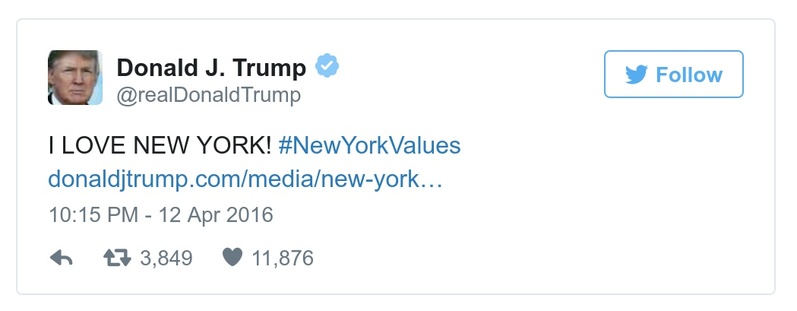 Donald J. Trump
@realDonaldTrump
Follow
I LOVE NEW YORK! #NewYorkValues
donaldjtrump.com/media/new-york…
10:15 PM - 12 Apr 2016
3,849 11,876